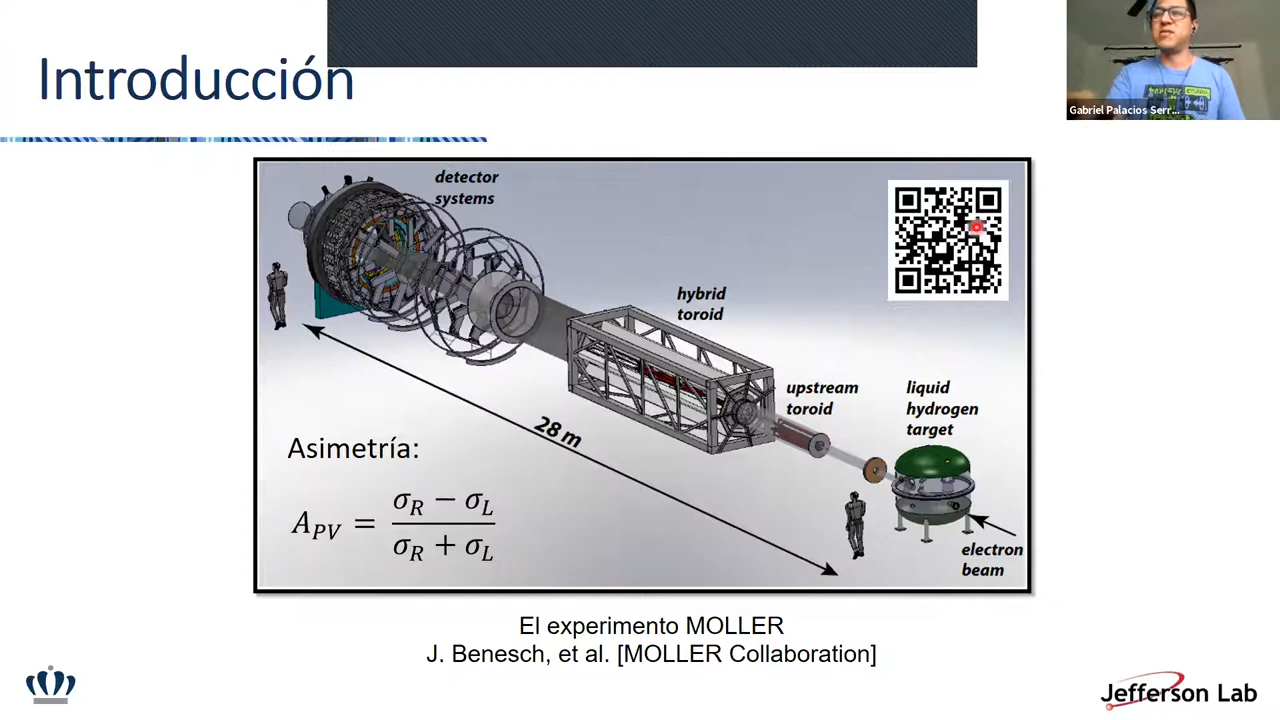 Introducción
Gabriel Palacios Serr...
detector
systems
hybrid
toroid
upstream
toroid
liquid
hydrogen
target
28 m
electron
beam
Asimetría:
A_PV = (σ_R − σ_L) / (σ_R + σ_L)
El experimento MOLLER
J. Benesch, et al. [MOLLER Collaboration]
Jefferson Lab